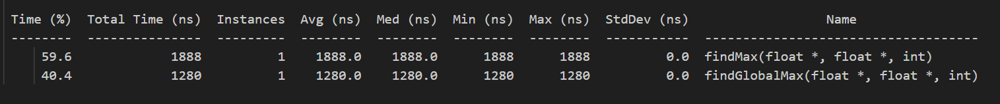 Time (%)  Total Time (ns)  Instances  Avg (ns)  Med (ns)  Min (ns)  Max (ns)  StdDev (ns)                 Name
--------  ---------------  ---------  --------  --------  --------  --------  -----------  ------------------------------------
    59.6             1888          1    1888.0    1888.0      1888      1888          0.0  findMax(float *, float *, int)
    40.4             1280          1    1280.0    1280.0      1280      1280          0.0  findGlobalMax(float *, float *, int)